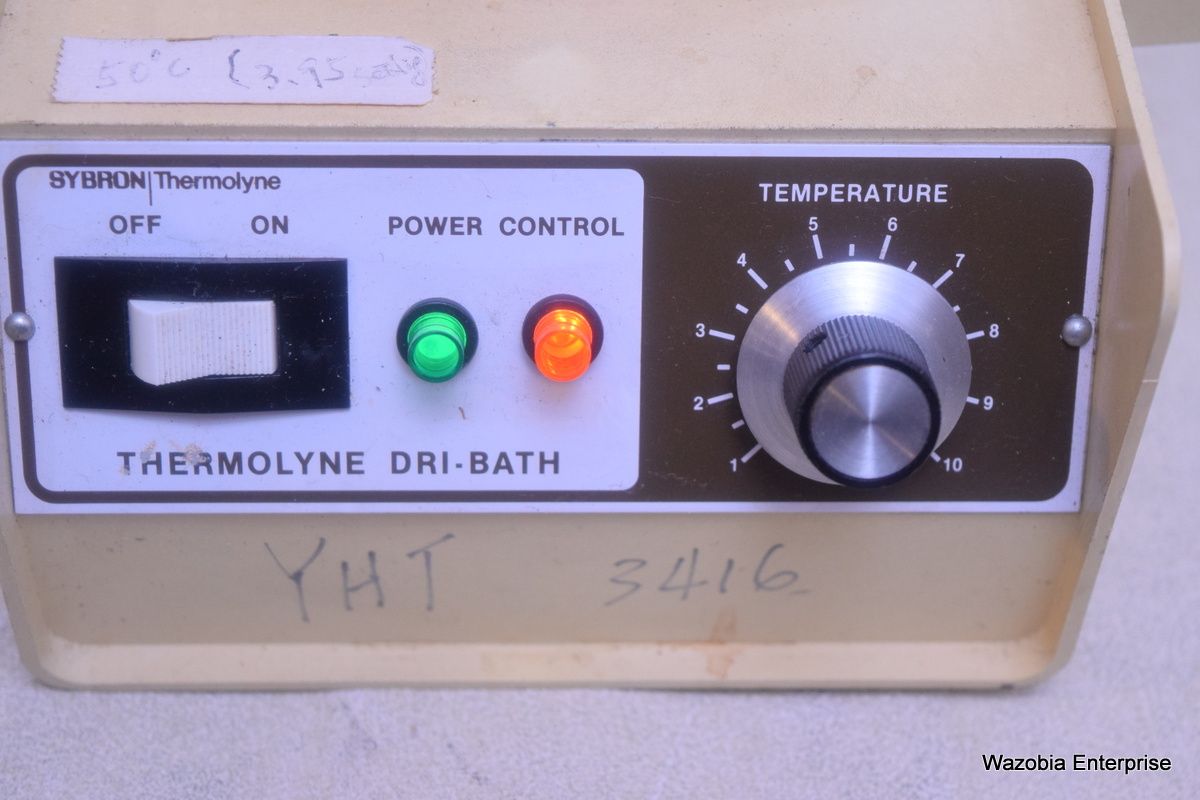 50°C (3.95
SYBRON|Thermolyne
OFF ON
POWER CONTROL
THERMOLYNE DRI-BATH
TEMPERATURE
1 2 3 4 5 6 7 8 9 10
YHT 3416
Wazobia Enterprise